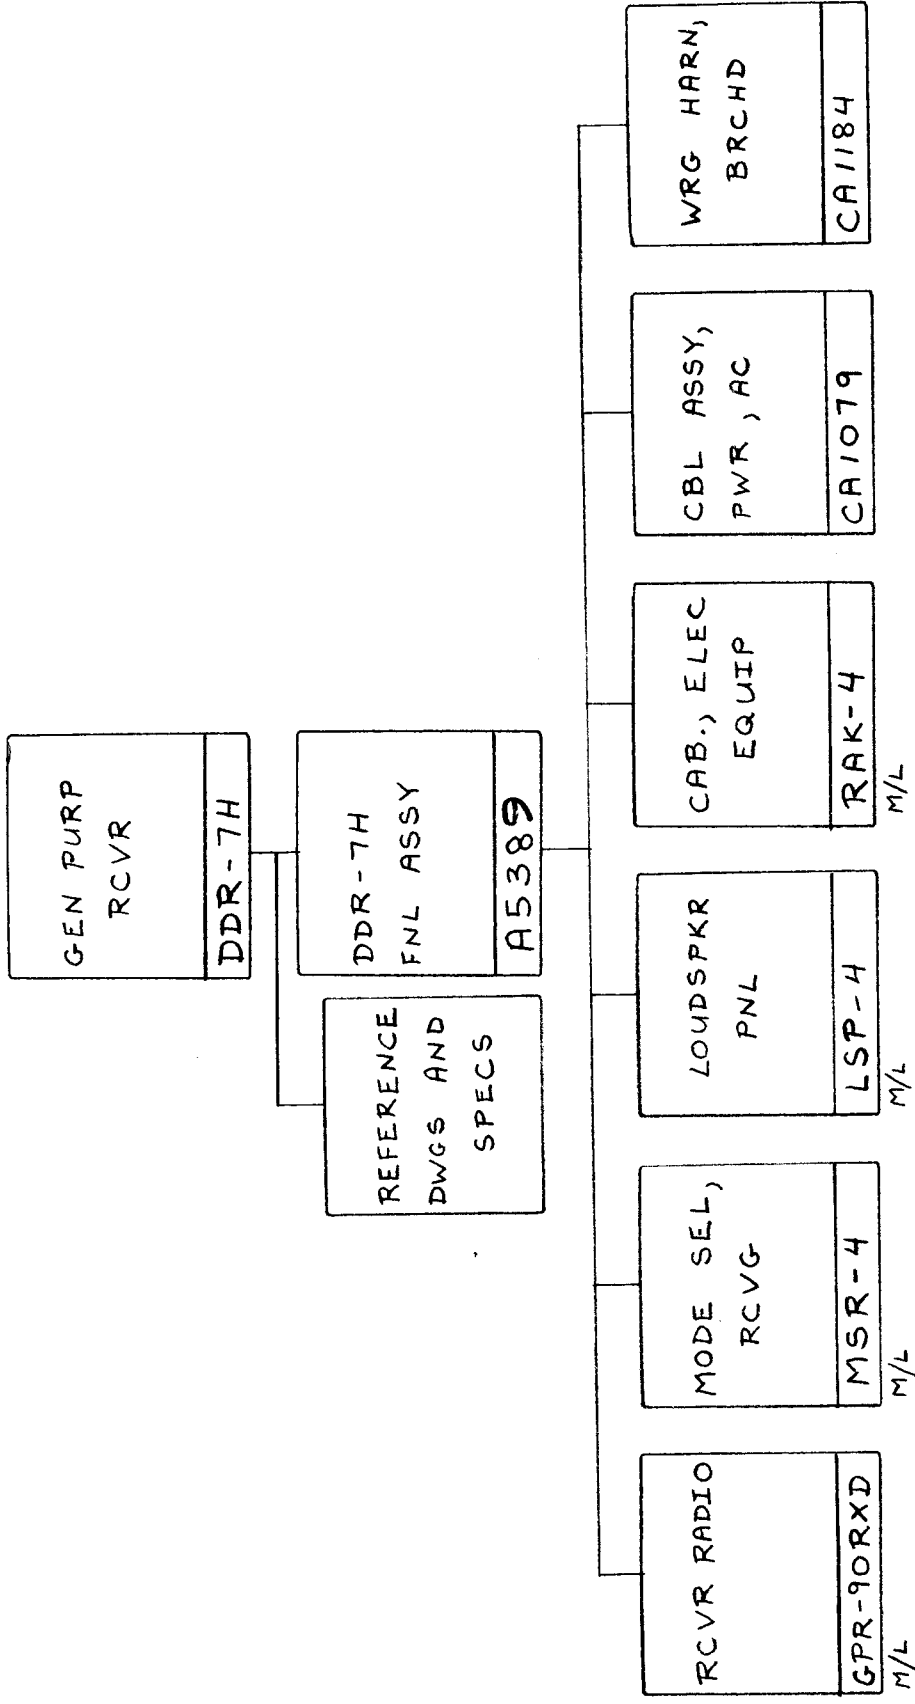 GEN PURP
RCVR
DDR-7H
REFERENCE
DWGS AND
SPECS
DDR-7H
FNL ASSY
A5389
RCVR RADIO
GPR-90RXD
M/L
MODE SEL,
RCVG
MSR-4
M/L
LOUDSPKR
PNL
LSP-4
M/L
CAB., ELEC
EQUIP
RAK-4
M/L
CBL ASSY,
PWR, AC
CA1079
WRG HARN,
BRCHD
CA1184